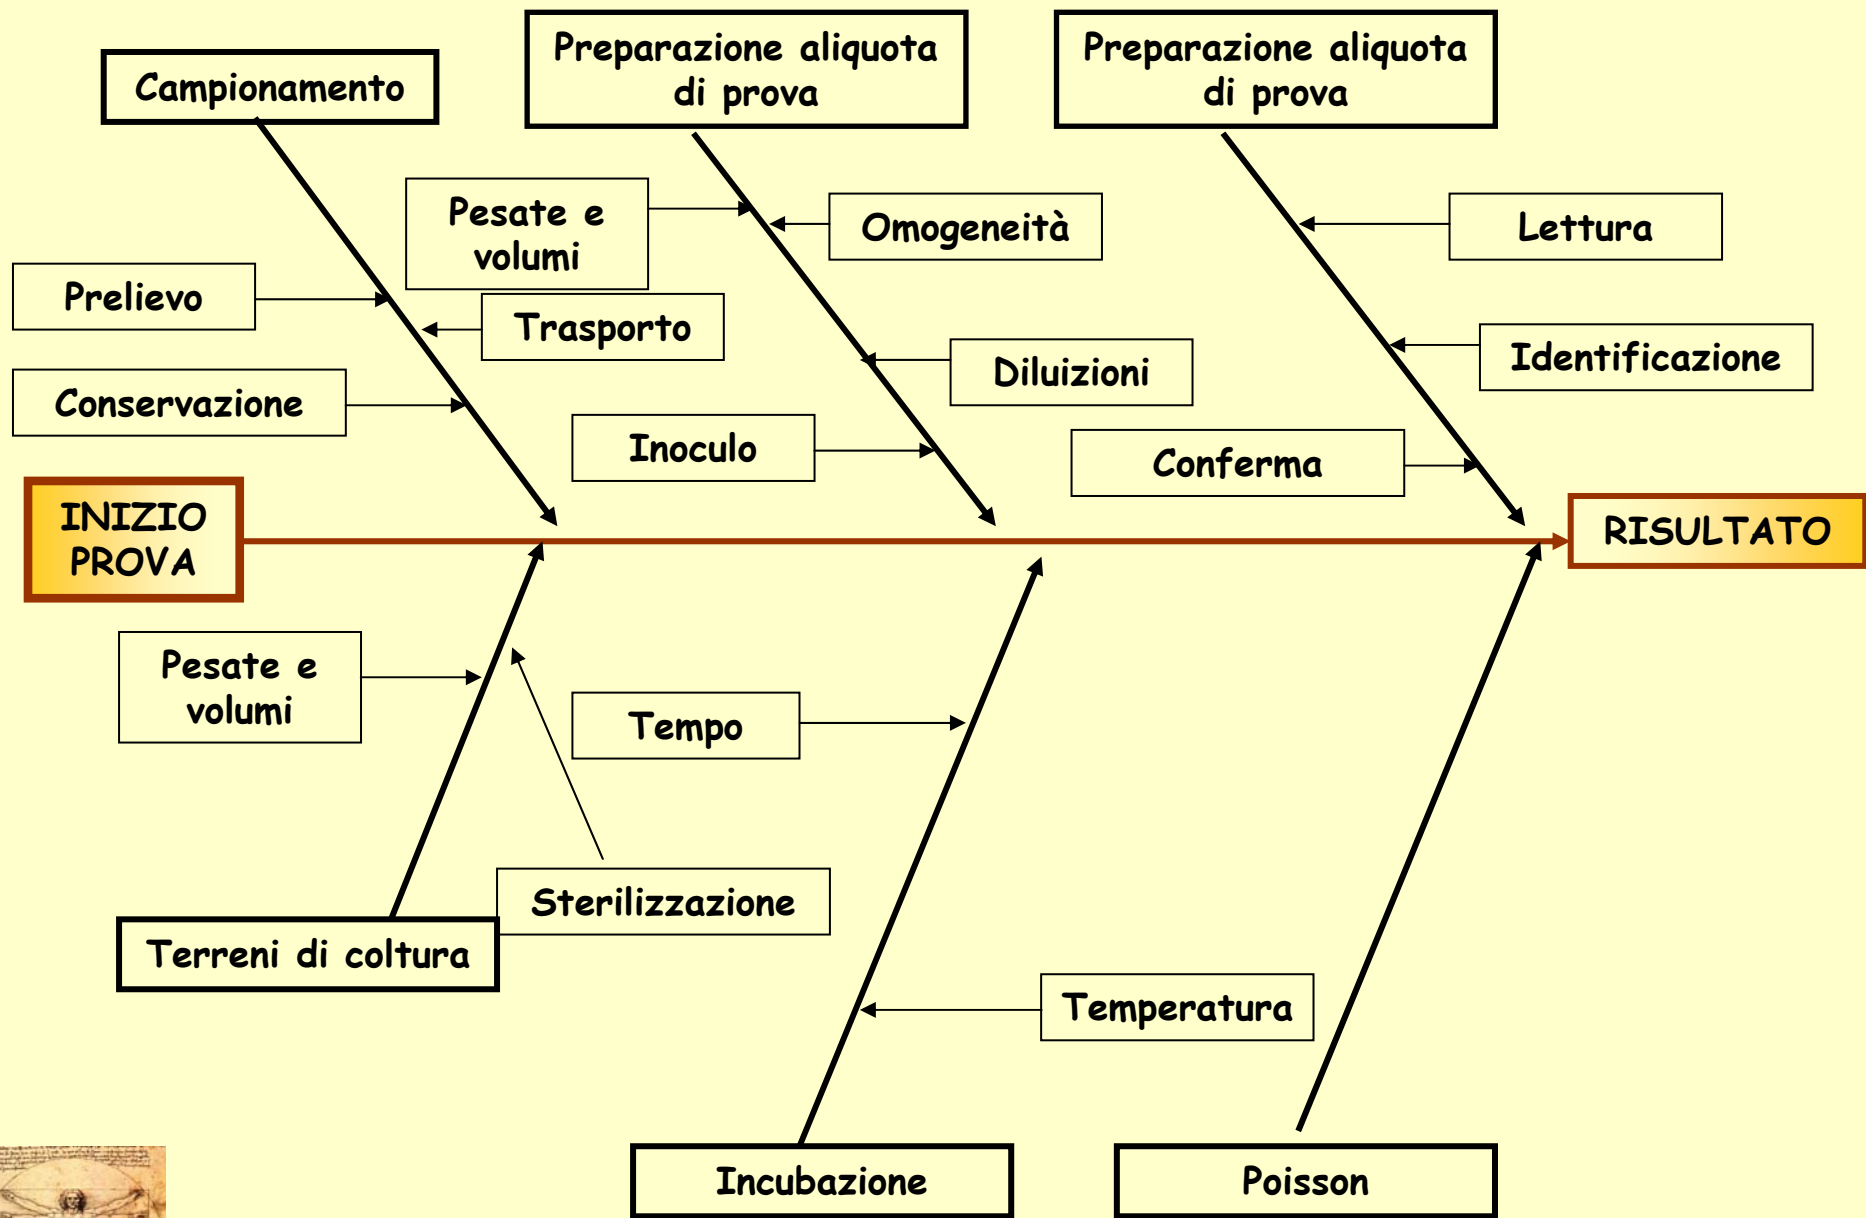 Campionamento
Preparazione aliquota
di prova
Preparazione aliquota
di prova
Pesate e
volumi
Omogeneità
Lettura
Prelievo
Trasporto
Identificazione
Diluizioni
Conservazione
Inoculo
Conferma
INIZIO
PROVA
RISULTATO
Pesate e
volumi
Tempo
Sterilizzazione
Terreni di coltura
Temperatura
Incubazione
Poisson